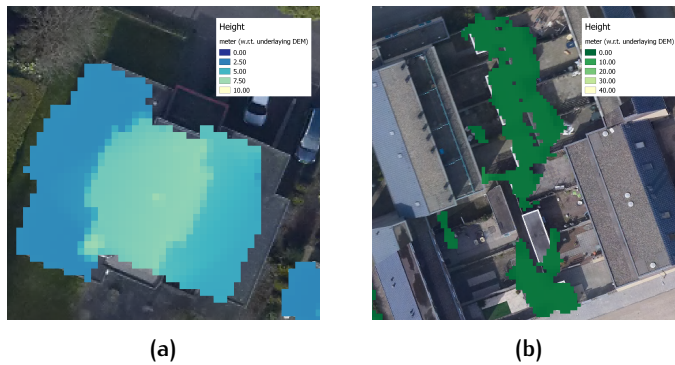 Height
meter (w.r.t. underlaying DEM)
0.00
2.50
5.00
7.50
10.00
Height
meter (w.r.t. underlaying DEM)
0.00
10.00
20.00
30.00
40.00
(a)
(b)